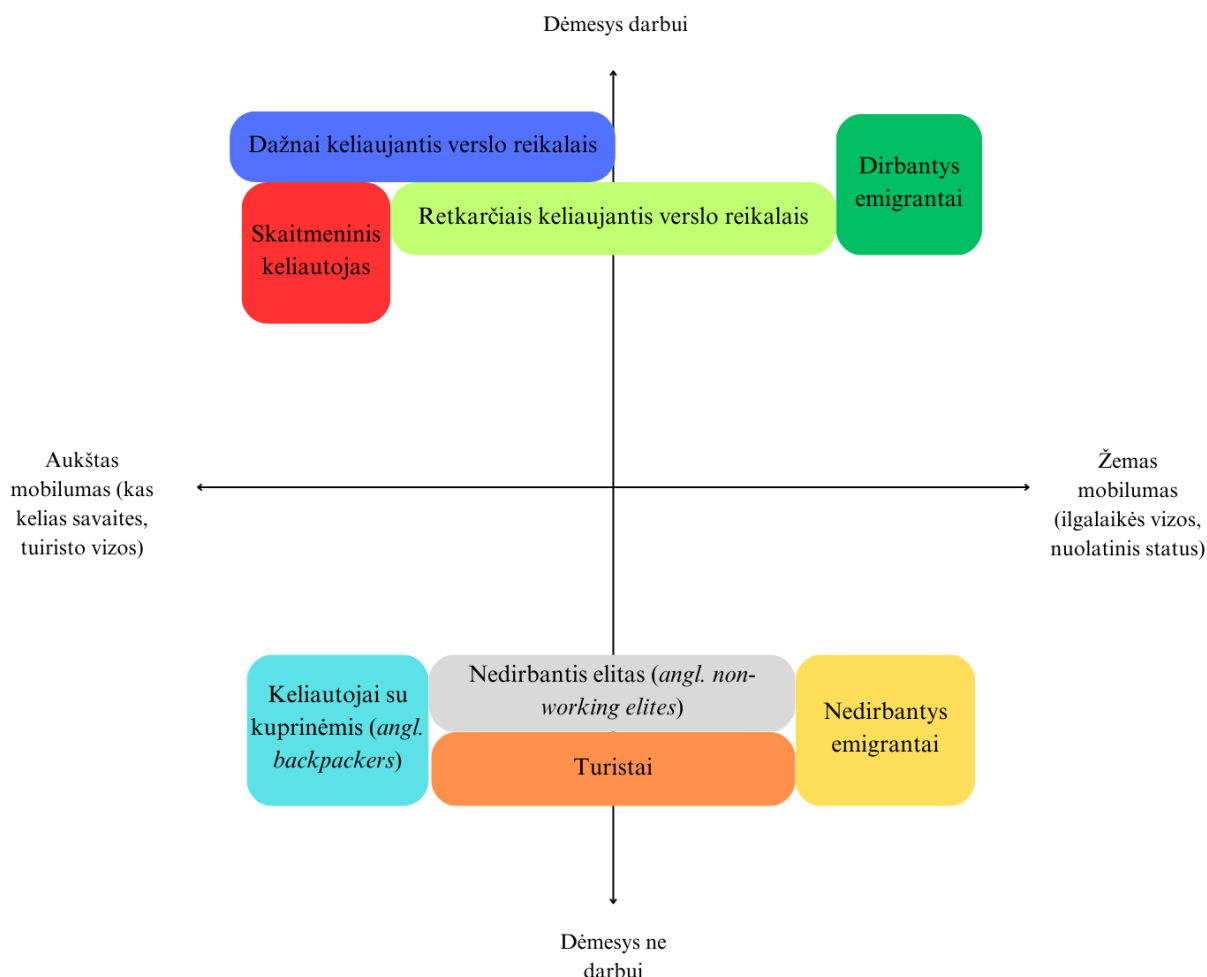 Dėmesys darbui
Dažnai keliaujantis verslo reikalais
Dirbantys
emigrantai
Retkarčiais keliaujantis verslo reikalais
Skaitmeninis
keliautojas
Aukštas
mobilumas (kas
kelias savaites,
tuiristo vizos)
Žemas
mobilumas
(ilgalaikės vizos,
nuolatinis status)
Keliautojai su
kuprinėmis (angl.
backpackers)
Nedirbantis elitas (angl. non-
working elites)
Turistai
Nedirbantys
emigrantai
Dėmesys ne
darbui